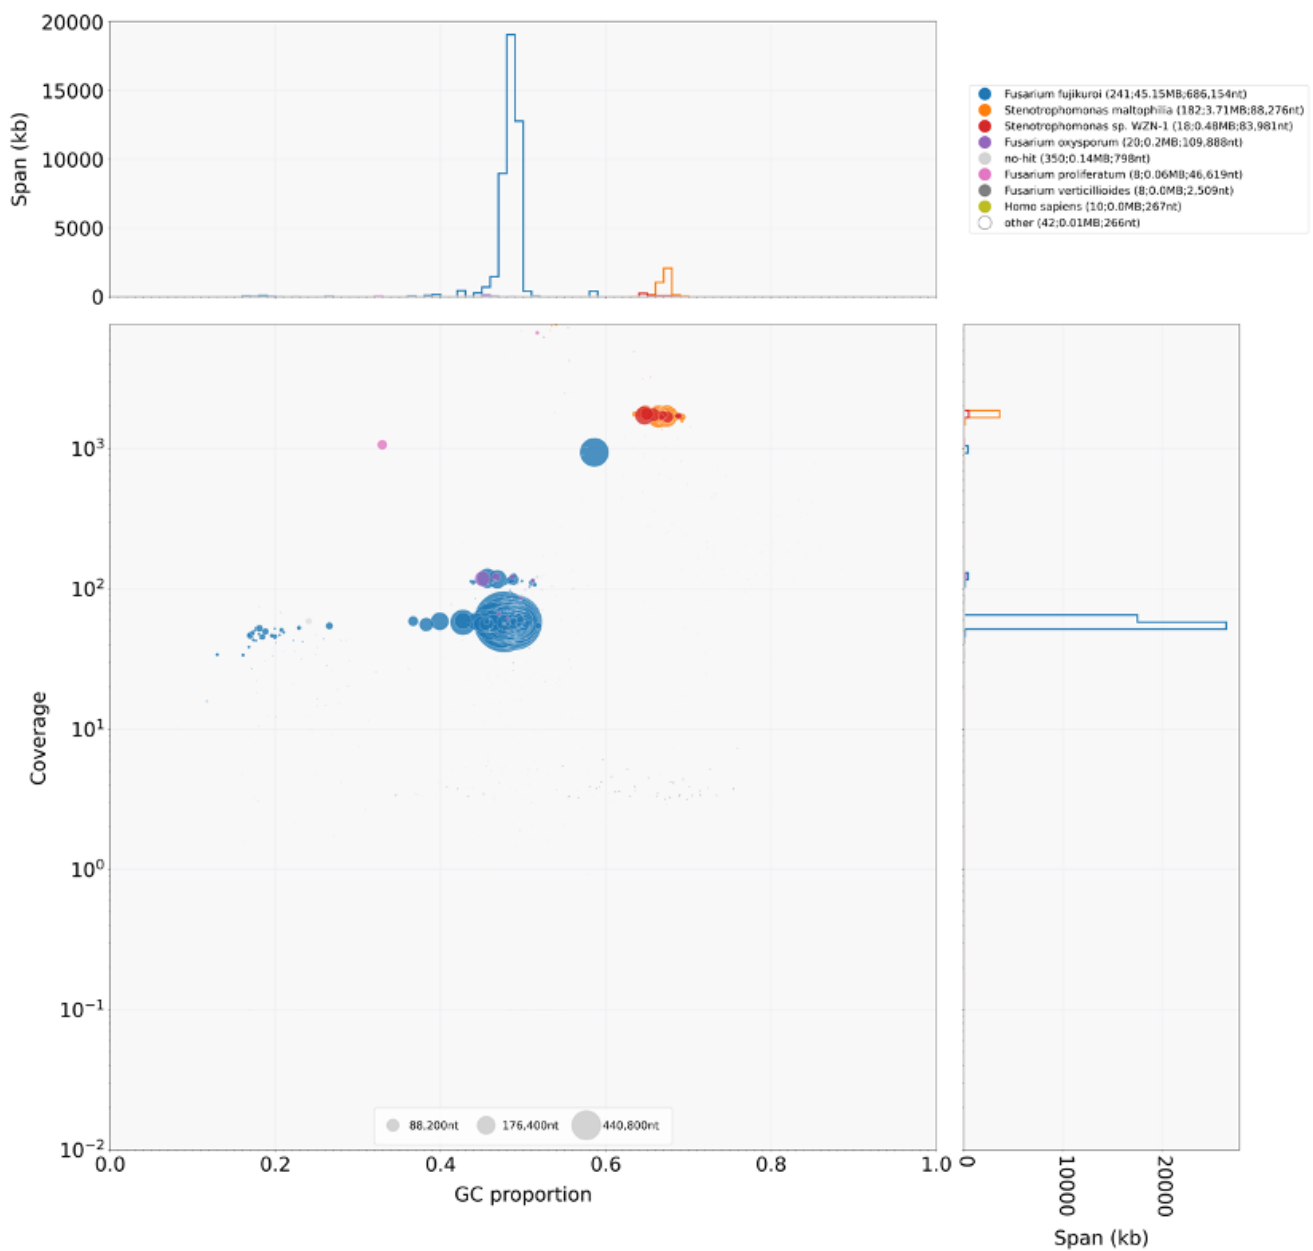 20000
15000
10000
5000
0
Span (kb)
Fusarium fujikuroi (241;45.15MB;686,154nt)
Stenotrophomonas maltophilia (182;3.71MB;88,276nt)
Stenotrophomonas sp. WZN-1 (18;0.48MB;83,981nt)
Fusarium oxysporum (20;0.2MB;109,888nt)
no-hit (350;0.14MB;798nt)
Fusarium proliferatum (8;0.06MB;46,619nt)
Fusarium verticillioides (8;0.0MB;2,509nt)
Homo sapiens (10;0.0MB;267nt)
other (42;0.01MB;266nt)
10³
10²
10¹
10⁰
10⁻¹
10⁻²
Coverage
88,200nt 176,400nt 440,800nt
0.0 0.2 0.4 0.6 0.8 1.0
GC proportion
0 10000 20000
Span (kb)